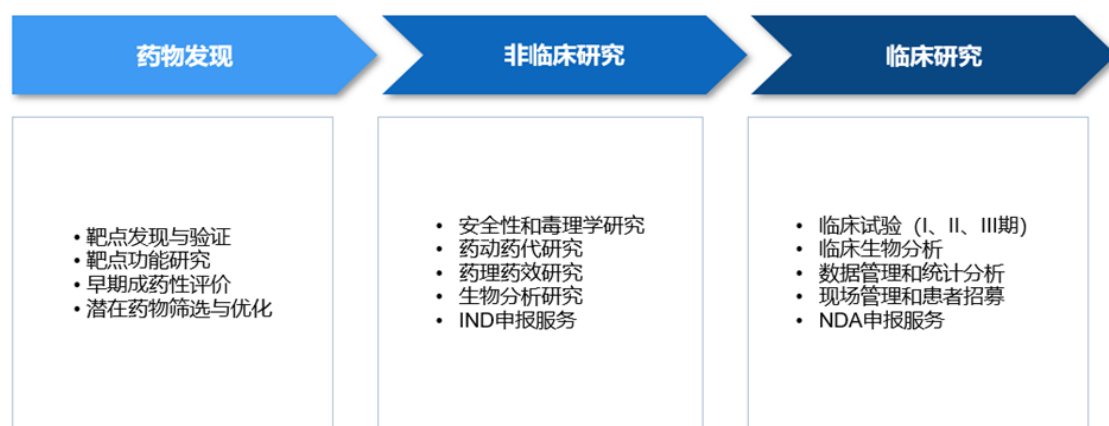 药物发现
非临床研究
临床研究
• 靶点发现与验证
• 靶点功能研究
• 早期成药性评价
• 潜在药物筛选与优化
• 安全性和毒理学研究
• 药动药代研究
• 药理药效研究
• 生物分析研究
• IND申报服务
• 临床试验（I、II、III期）
• 临床生物分析
• 数据管理和统计分析
• 现场管理和患者招募
• NDA申报服务